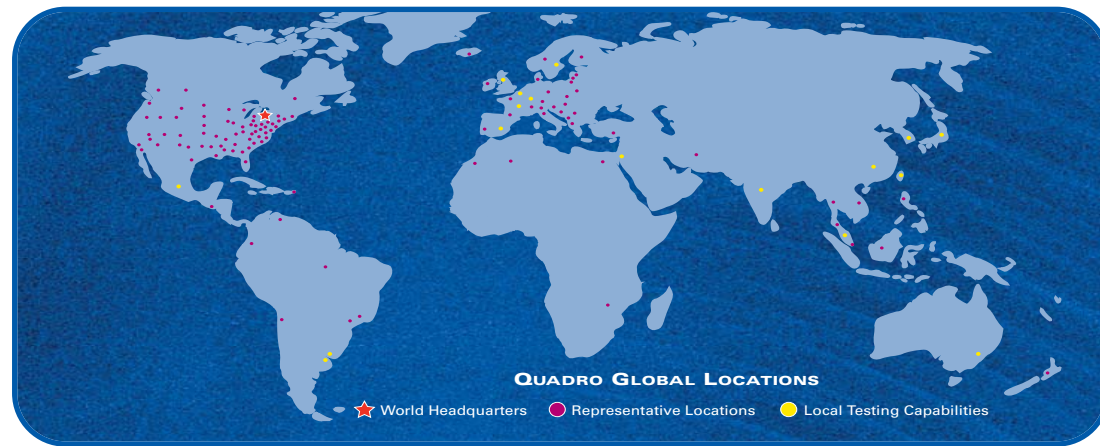 QUADRO GLOBAL LOCATIONS
World Headquarters Representative Locations Local Testing Capabilities